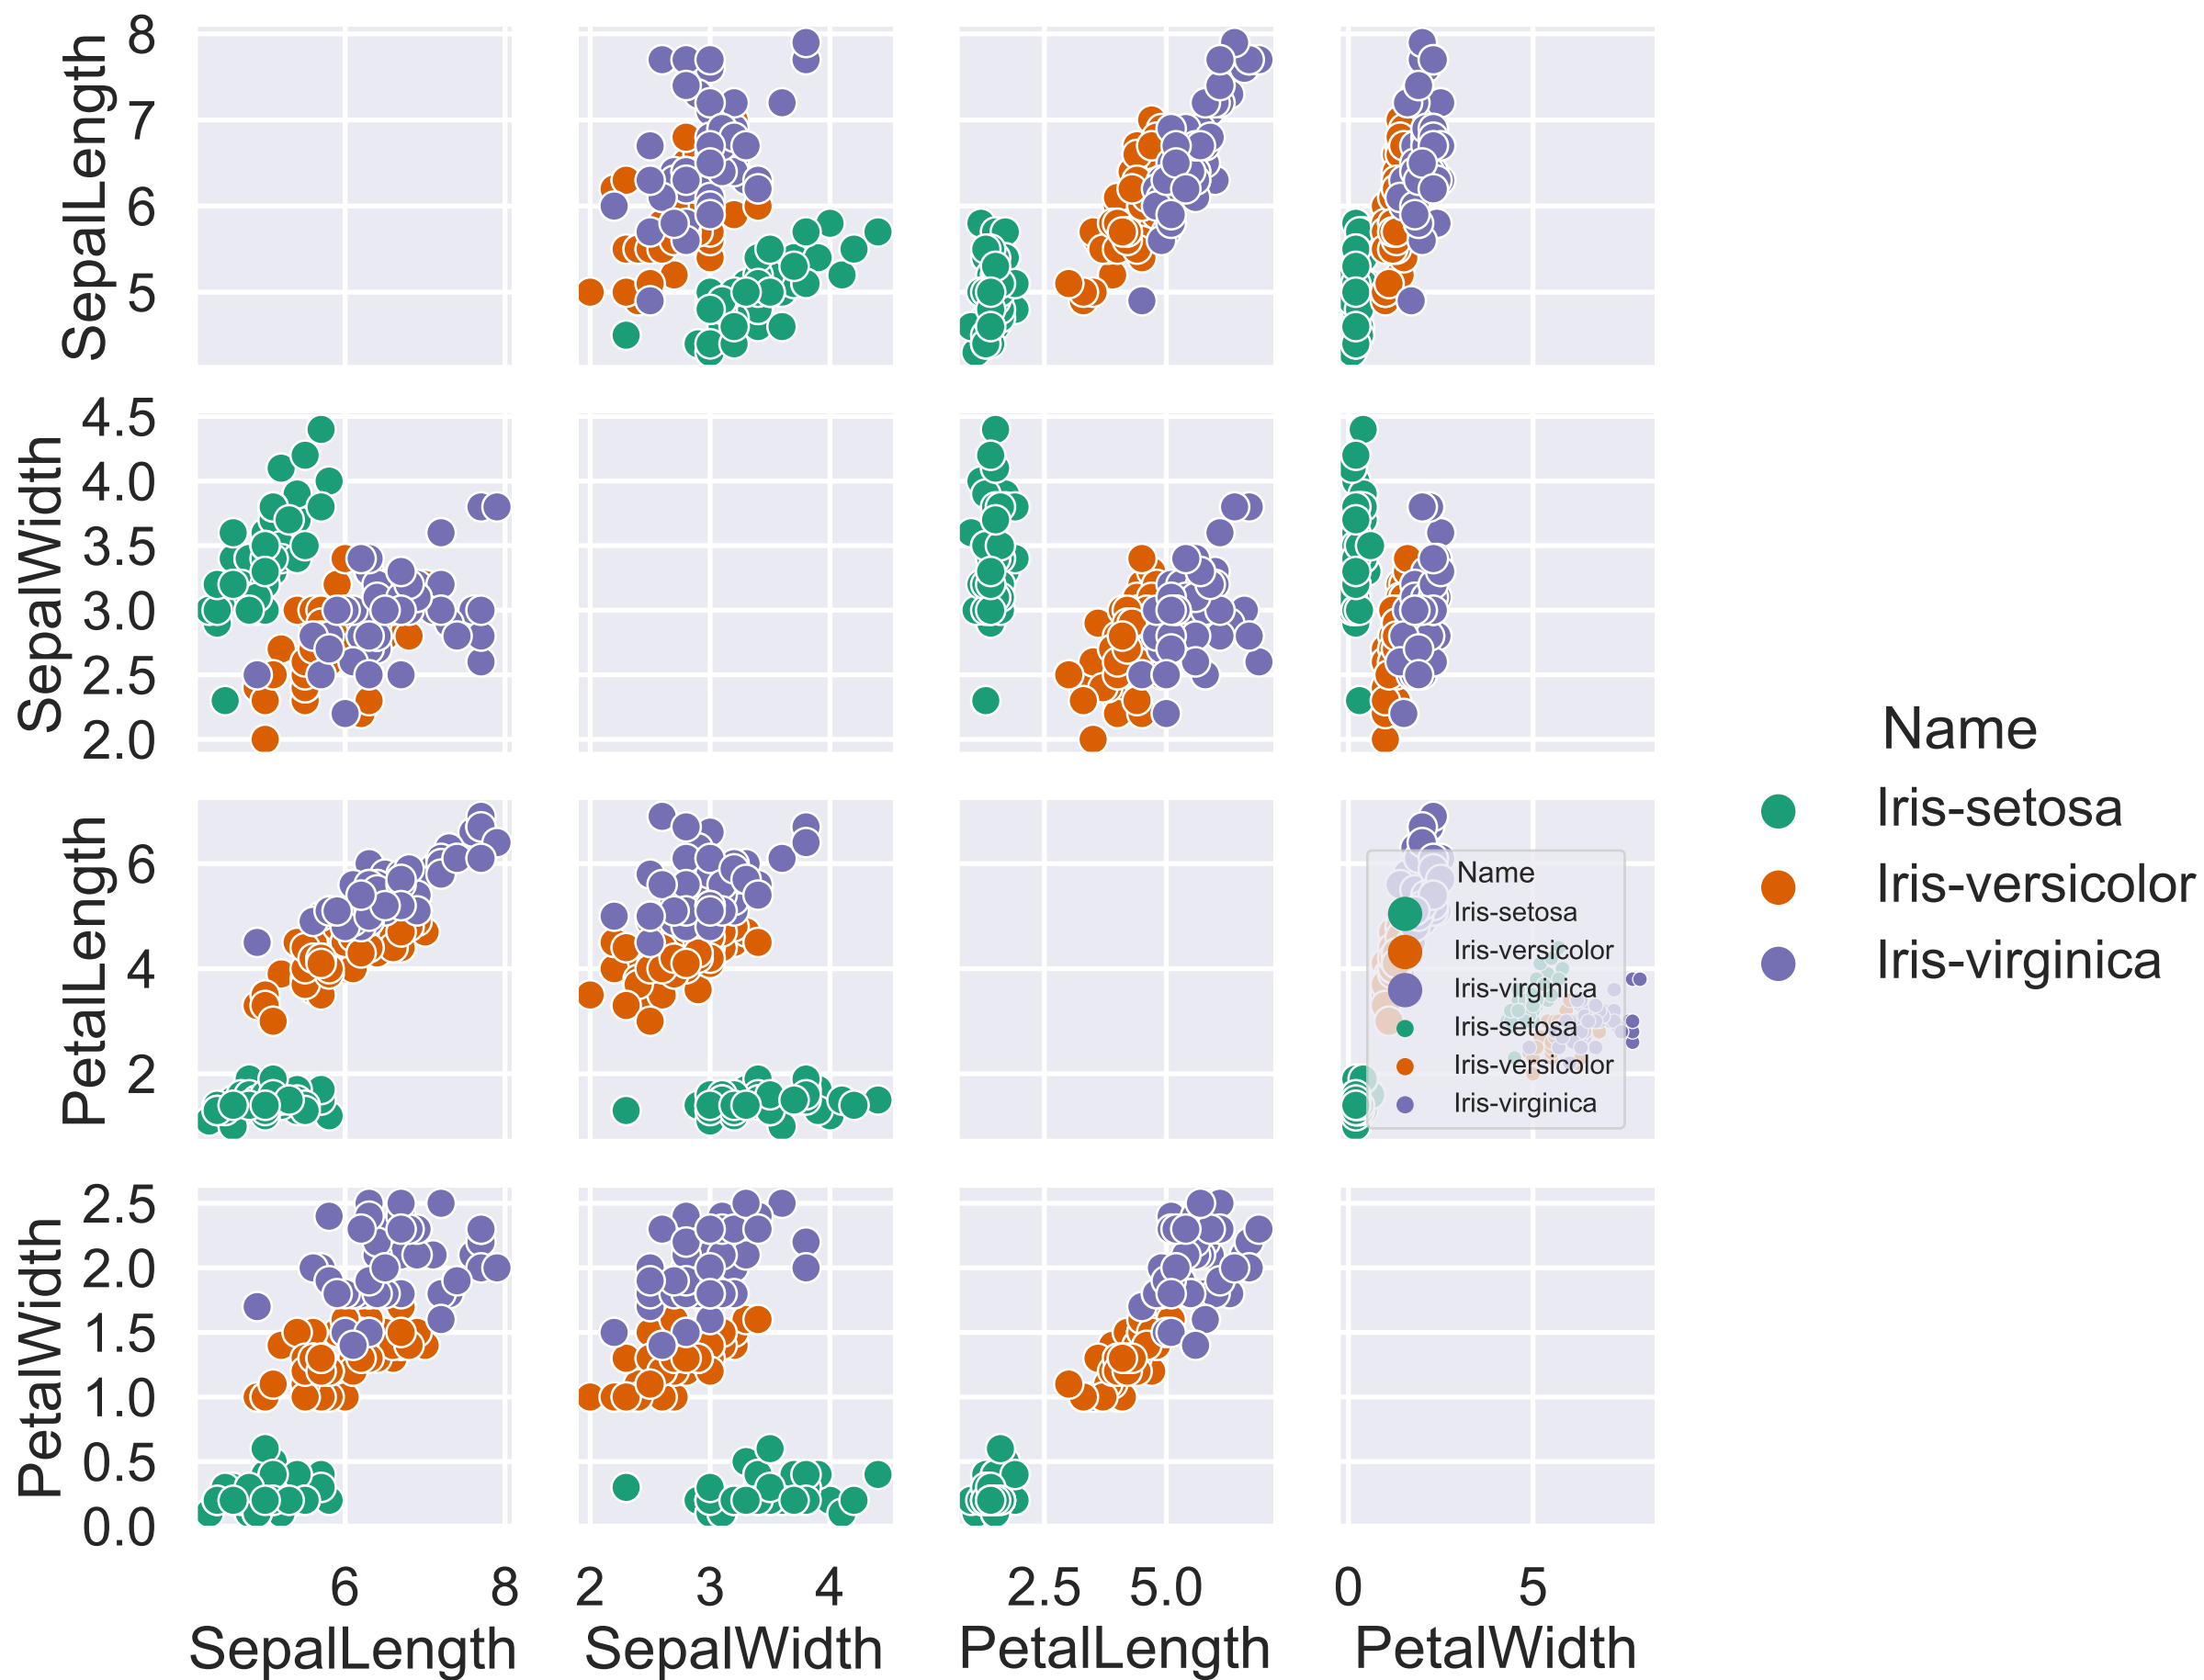 SepalLength
8
7
6
5
SepalWidth
4.5
4.0
3.5
3.0
2.5
2.0
PetalLength
6
4
2
Name
Iris-setosa
Iris-versicolor
Iris-virginica
Iris-setosa
Iris-versicolor
Iris-virginica
PetalWidth
2.5
2.0
1.5
1.0
0.5
0.0
6 8
2 3 4
2.5 5.0
0 5
SepalLength
SepalWidth
PetalLength
PetalWidth
Name
Iris-setosa
Iris-versicolor
Iris-virginica